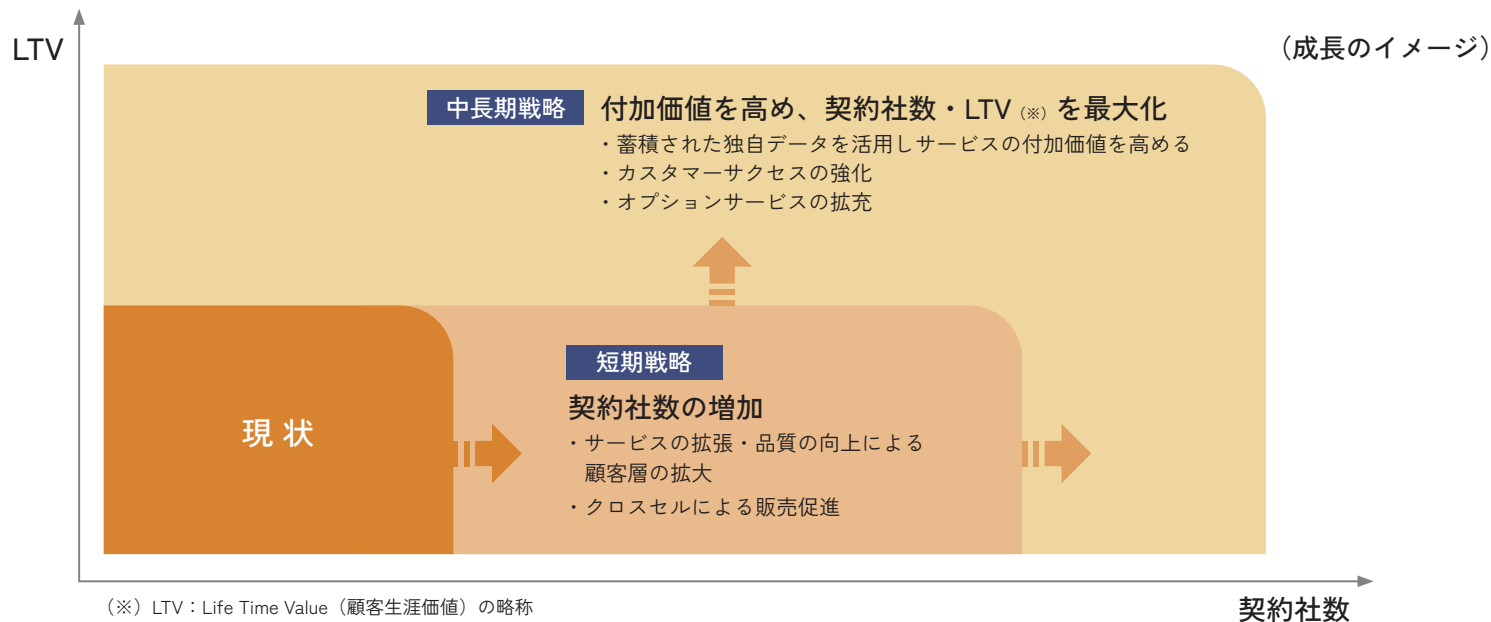 LTV
(成長のイメージ)
中長期戦略
付加価値を高め、契約社数・LTV (※) を最大化
・蓄積された独自データを活用しサービスの付加価値を高める
・カスタマーサクセスの強化
・オプションサービスの拡充
現 状
短期戦略
契約社数の増加
・サービスの拡張・品質の向上による
顧客層の拡大
・クロスセルによる販売促進
(※) LTV:Life Time Value(顧客生涯価値)の略称
契約社数